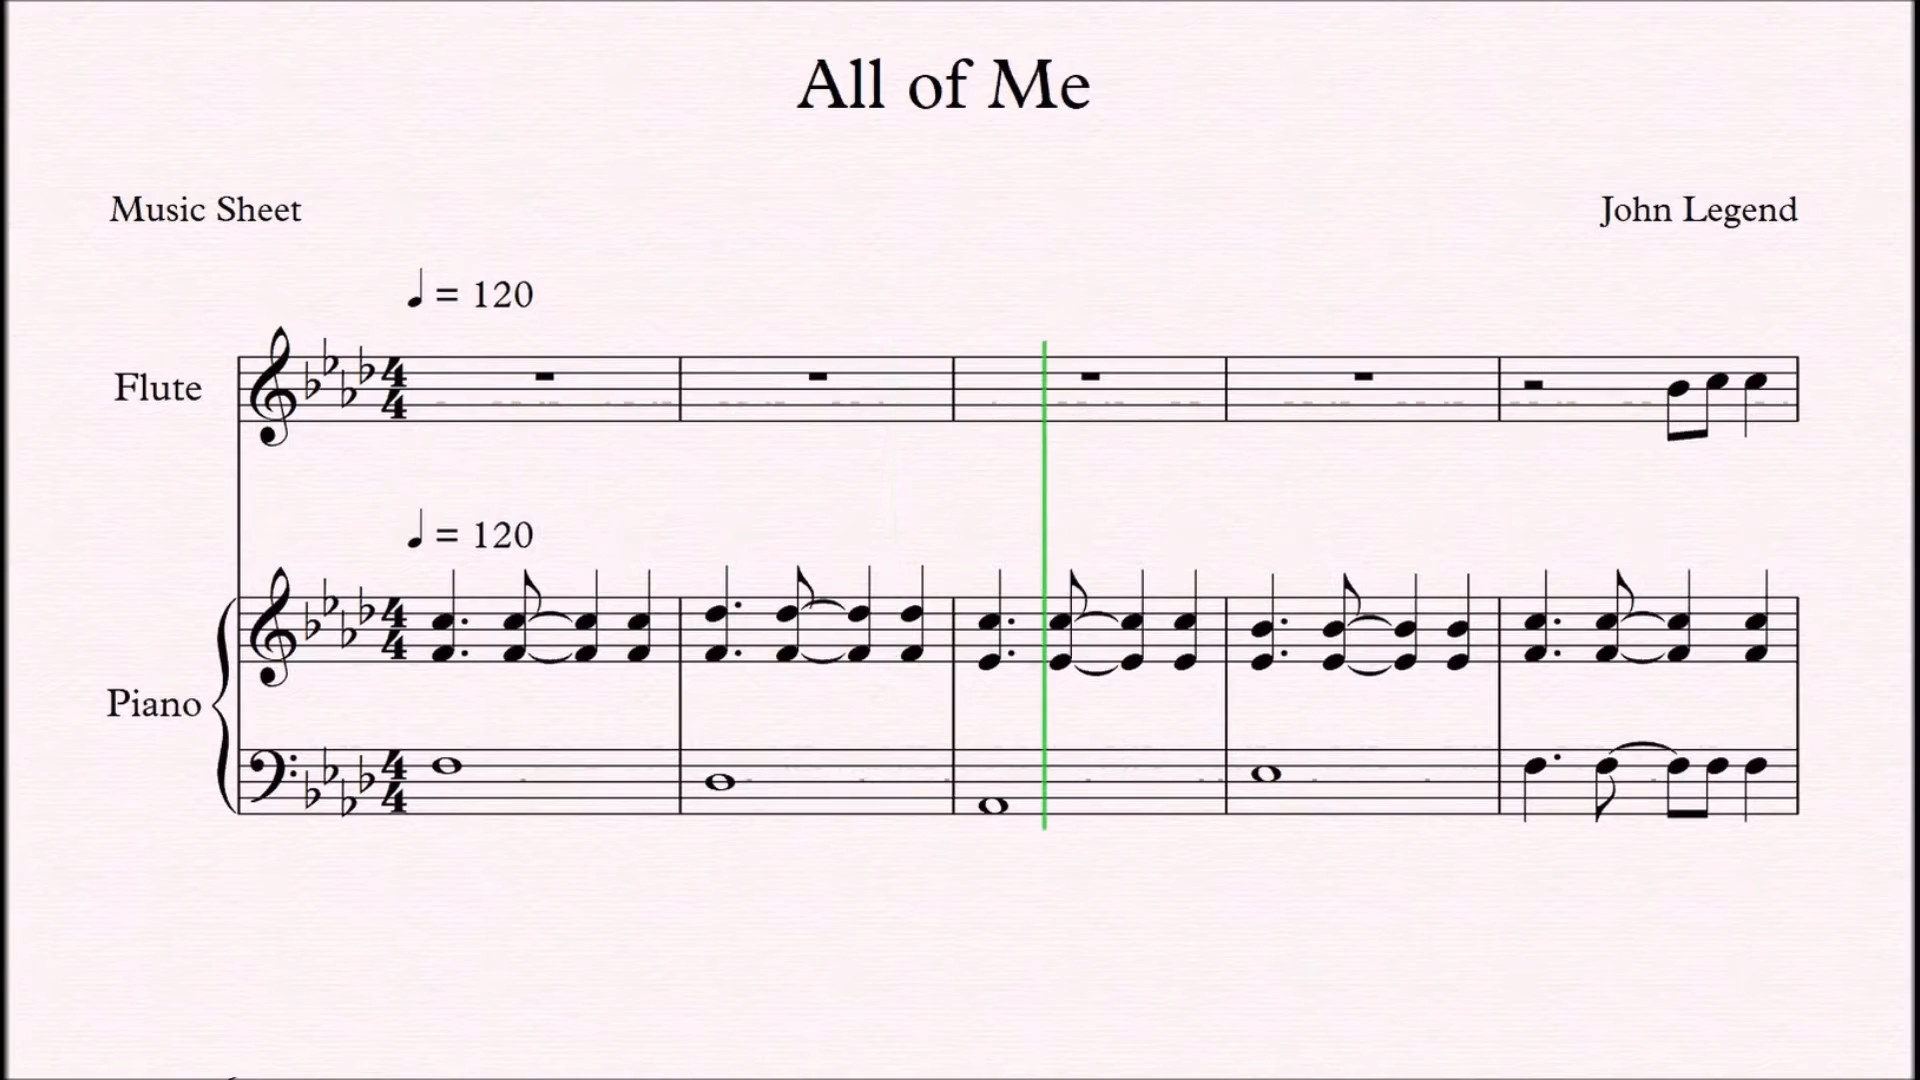 All of Me
Music Sheet
John Legend
♩ = 120
Flute
♩ = 120
Piano